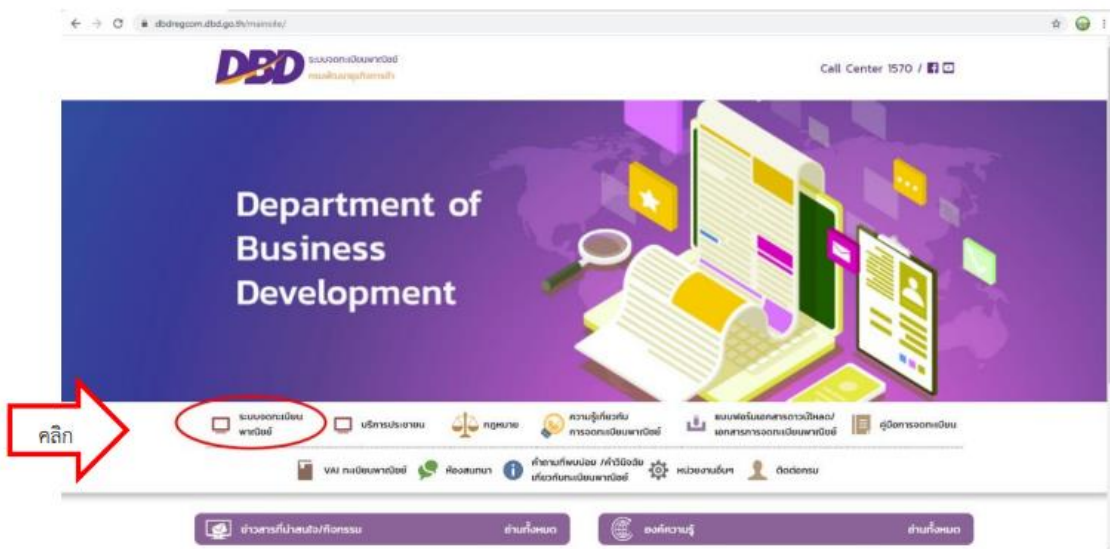 dbdregcom.dbd.go.th/mainsite/
DBD
ระบบจดทะเบียนพาณิชย์
กรมพัฒนาธุรกิจการค้า
Call Center 1570 /
Department of
Business
Development
คลิก
ระบบจดทะเบียน
พาณิชย์
บริการประชาชน
กฎหมาย
ความรู้เกี่ยวกับ
การจดทะเบียนพาณิชย์
แบบฟอร์มเอกสารดาวน์โหลด/
เอกสารการจดทะเบียนพาณิชย์
คู่มือการจดทะเบียน
VAI ทะเบียนพาณิชย์
ห้องสนทนา
คำถามที่พบบ่อย /คำวินิจฉัย
เกี่ยวกับทะเบียนพาณิชย์
หน่วยงานอื่นๆ
ติดต่อกรม
ข่าวสารที่น่าสนใจ/กิจกรรม
อ่านทั้งหมด
องค์ความรู้
อ่านทั้งหมด